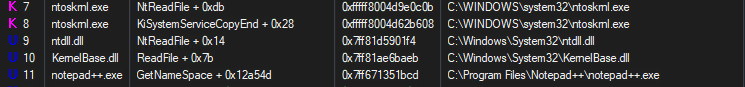 K 7 ntoskrnl.exe NtReadFile + 0xdb 0xfffff8004d9e0c0b C:\WINDOWS\system32\ntoskrnl.exe
K 8 ntoskrnl.exe KiSystemServiceCopyEnd + 0x28 0xfffff8004d62b608 C:\WINDOWS\system32\ntoskrnl.exe
U 9 ntdll.dll NtReadFile + 0x14 0x7ff81d5901f4 C:\Windows\System32\ntdll.dll
U 10 KernelBase.dll ReadFile + 0x7b 0x7ff81ae6baeb C:\Windows\System32\KernelBase.dll
U 11 notepad++.exe GetNameSpace + 0x12a54d 0x7ff671351bcd C:\Program Files\Notepad++\notepad++.exe